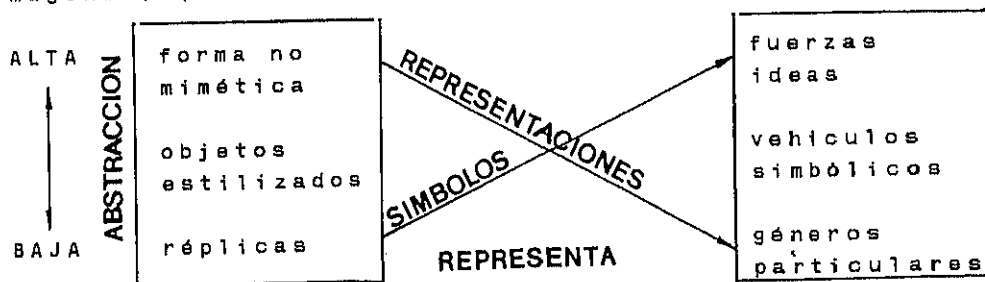 ALTA
BAJA
ABSTRACCION
forma no
mimética
objetos
estilizados
réplicas
REPRESENTACIONES
SIMBOLOS
REPRESENTA
fuerzas
ideas
vehiculos
simbólicos
géneros
particulares